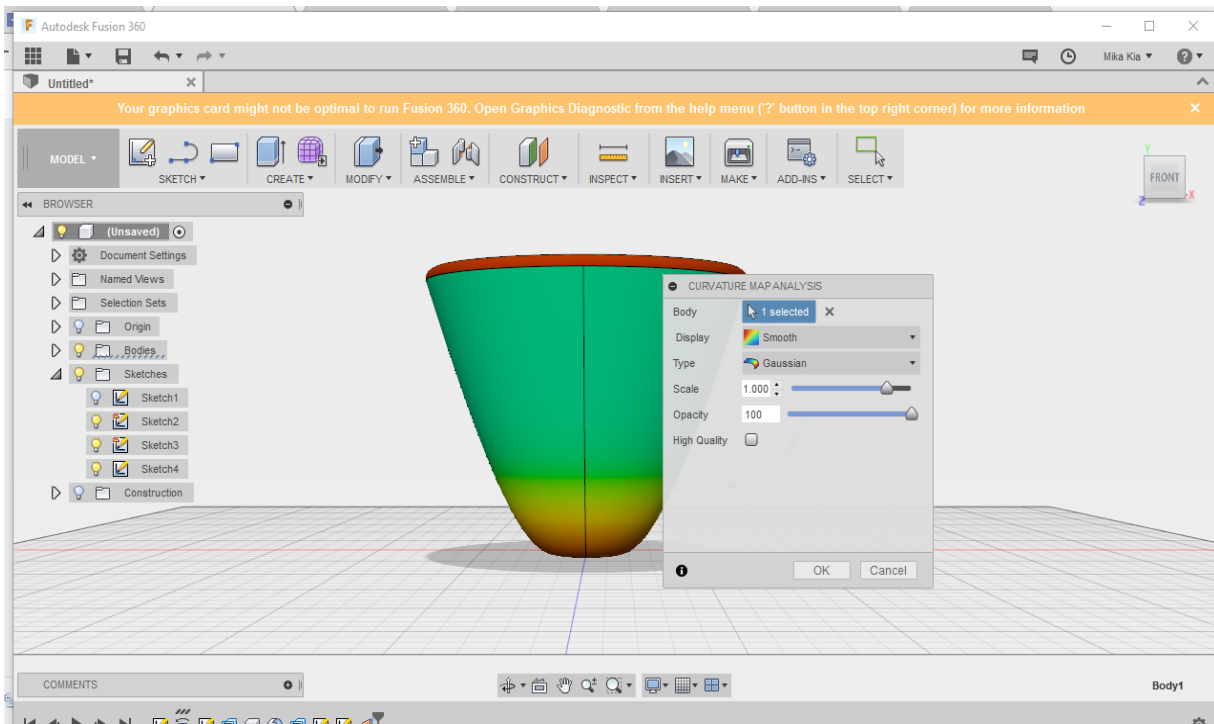 Autodesk Fusion 360
Mika Kia
Untitled*
Your graphics card might not be optimal to run Fusion 360. Open Graphics Diagnostic from the help menu ('?' button in the top right corner) for more information
MODEL
SKETCH
CREATE
MODIFY
ASSEMBLE
CONSTRUCT
INSPECT
INSERT
MAKE
ADD-INS
SELECT
Y
FRONT
X
Z
BROWSER
(Unsaved)
Document Settings
Named Views
Selection Sets
Origin
Bodies
Sketches
Sketch1
Sketch2
Sketch3
Sketch4
Construction
CURVATURE MAP ANALYSIS
Body 1 selected
Display Smooth
Type Gaussian
Scale 1.000
Opacity 100
High Quality
OK Cancel
COMMENTS
Body1